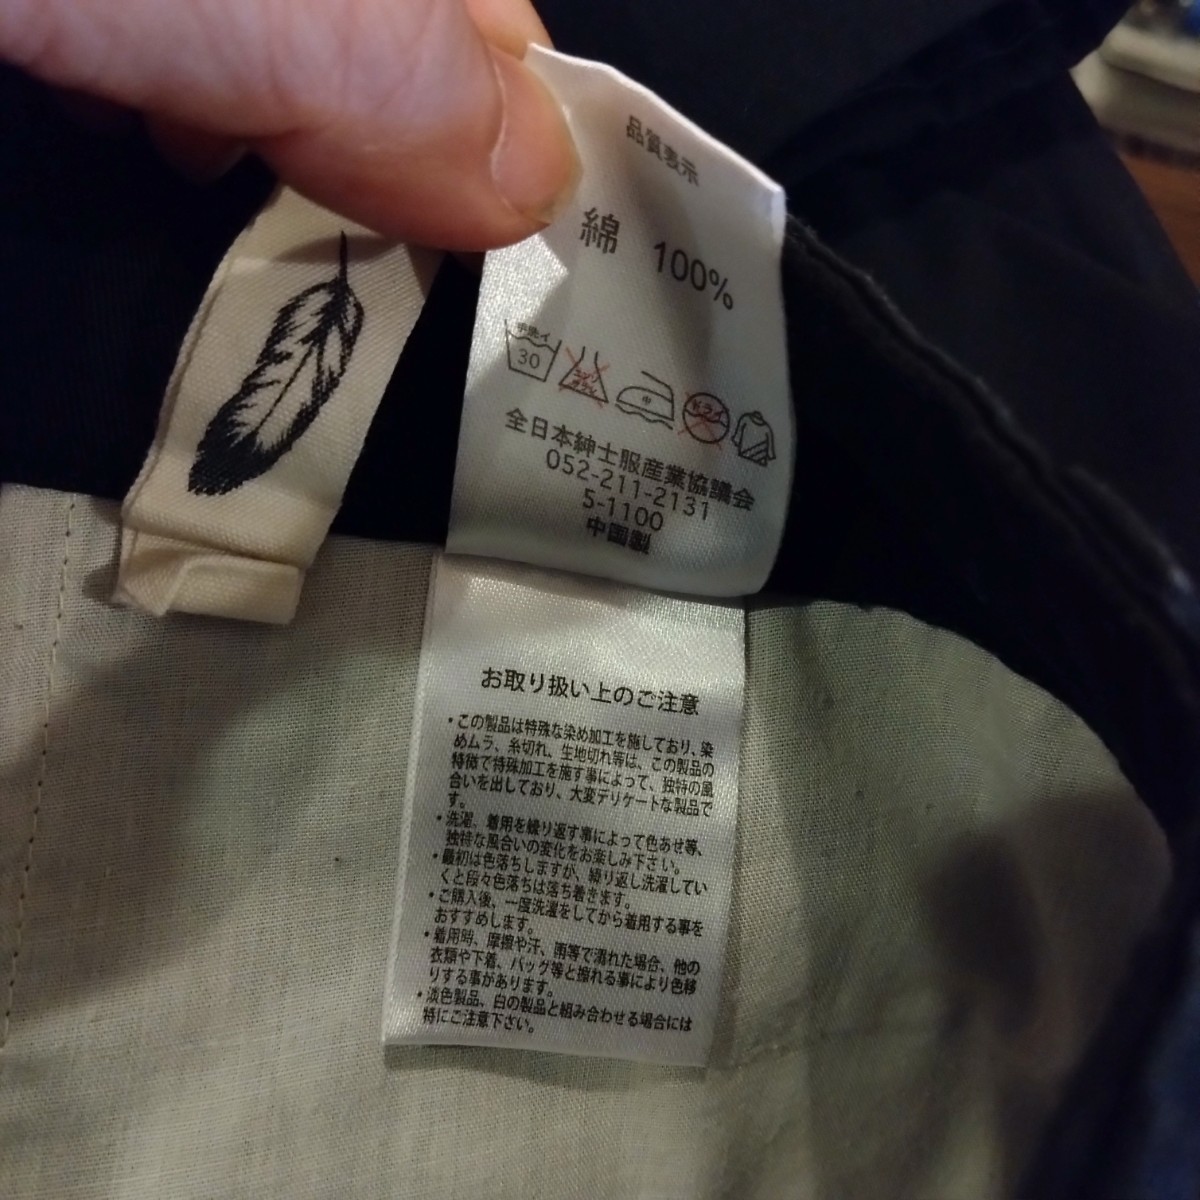 品質表示
綿 100%
手洗イ
30
エンソ
サラシ
中
ドライ
全日本紳士服産業協議会
052-211-2131
5-1100
中国製
お取り扱い上のご注意
・この製品は特殊な染め加工を施しており、染
めムラ、糸切れ、生地切れ等は、この製品の
特徴で特殊加工を施す事によって、独特の風
合いを出しており、大変デリケートな製品で
す。
・洗濯、着用を繰り返す事によって色あせ等、
独特な風合いの変化をお楽しみ下さい。
・最初は色落ちしますが、繰り返し洗濯してい
くと段々色落ちは落ち着きます。
・ご購入後、一度洗濯をしてから着用する事を
おすすめします。
・着用時、摩擦や汗、雨等で濡れた場合、他の
衣類や下着、バッグ等と擦れる事により色移
りする事があります。
・淡色製品、白の製品と組み合わせる場合には
特にご注意下さい。